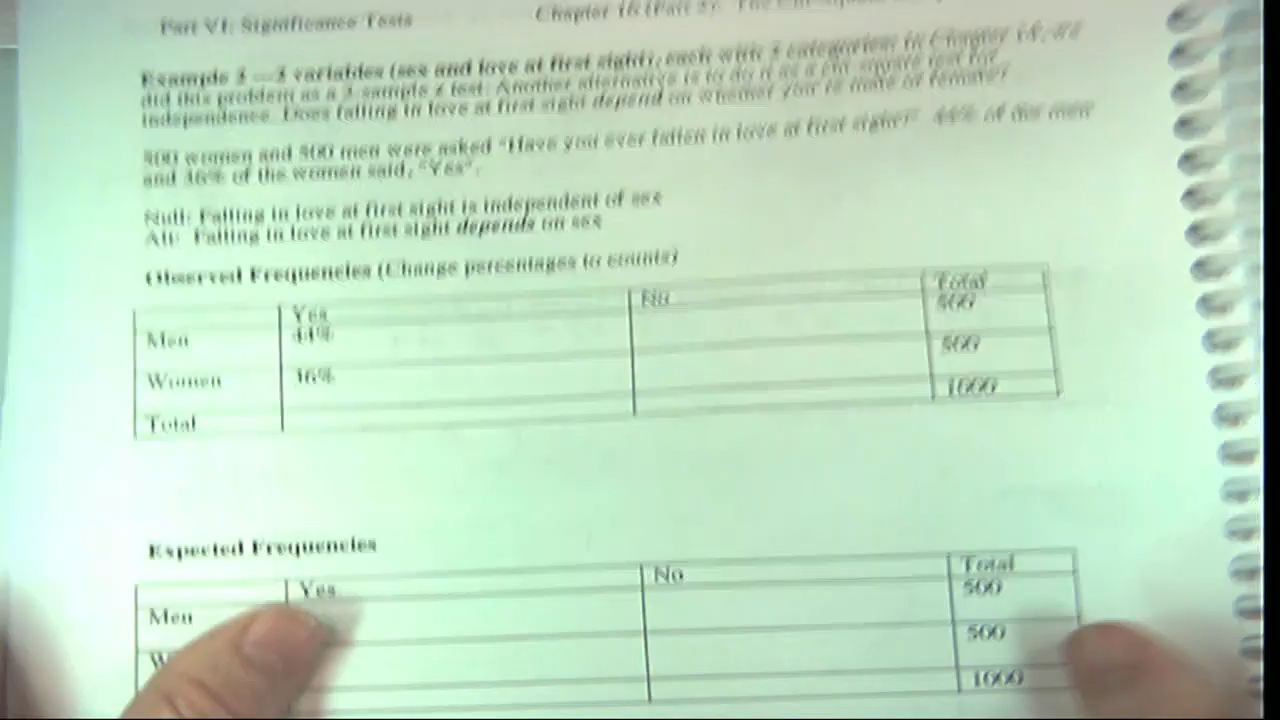 Part VI: Significance Tests
Chapter 16 (Part 2): The
Example 3 — 2 variables (sex and love at first sight), each with 2 categories: In Chapter we
did this problem as a 2 sample z test. Another alternative is to do it as a chi-square test for
independence. Does falling in love at first sight depend on whether you're male or female?
500 women and 500 men were asked "Have you ever fallen in love at first sight?" 44% of the men
and 36% of the women said, "Yes".
Null: Falling in love at first sight is independent of sex
Alt: Falling in love at first sight depends on sex
Observed Frequencies (Change percentages to counts)
Yes No Total
Men 44% 500
Women 36% 500
Total 1000
Expected Frequencies
Yes No Total
Men 500
500
1000